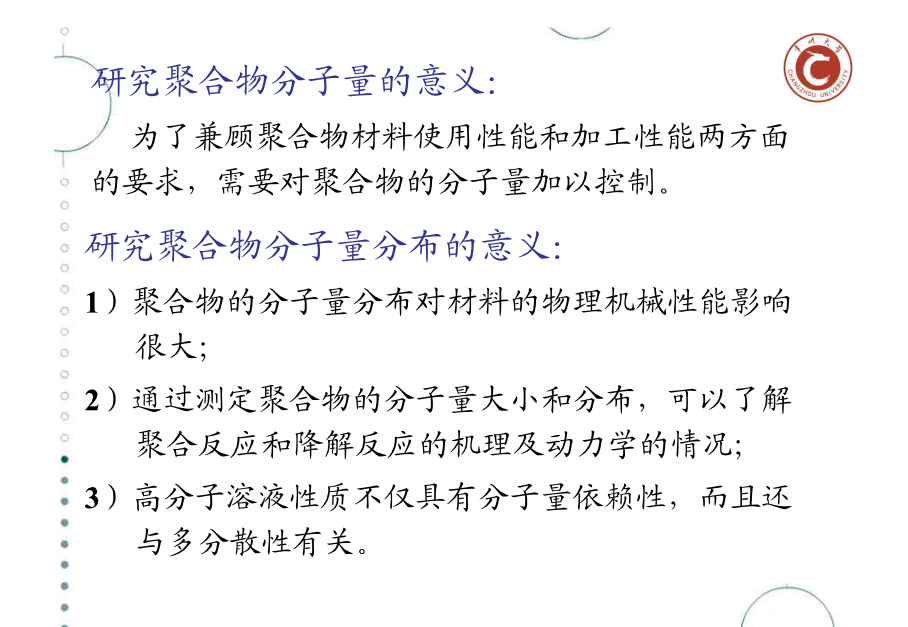 研究聚合物分子量的意义：
为了兼顾聚合物材料使用性能和加工性能两方面
的要求，需要对聚合物的分子量加以控制。
研究聚合物分子量分布的意义：
1）聚合物的分子量分布对材料的物理机械性能影响
很大；
2）通过测定聚合物的分子量大小和分布，可以了解
聚合反应和降解反应的机理及动力学的情况；
3）高分子溶液性质不仅具有分子量依赖性，而且还
与多分散性有关。
常州大学
CHANGZHOU UNIVERSITY